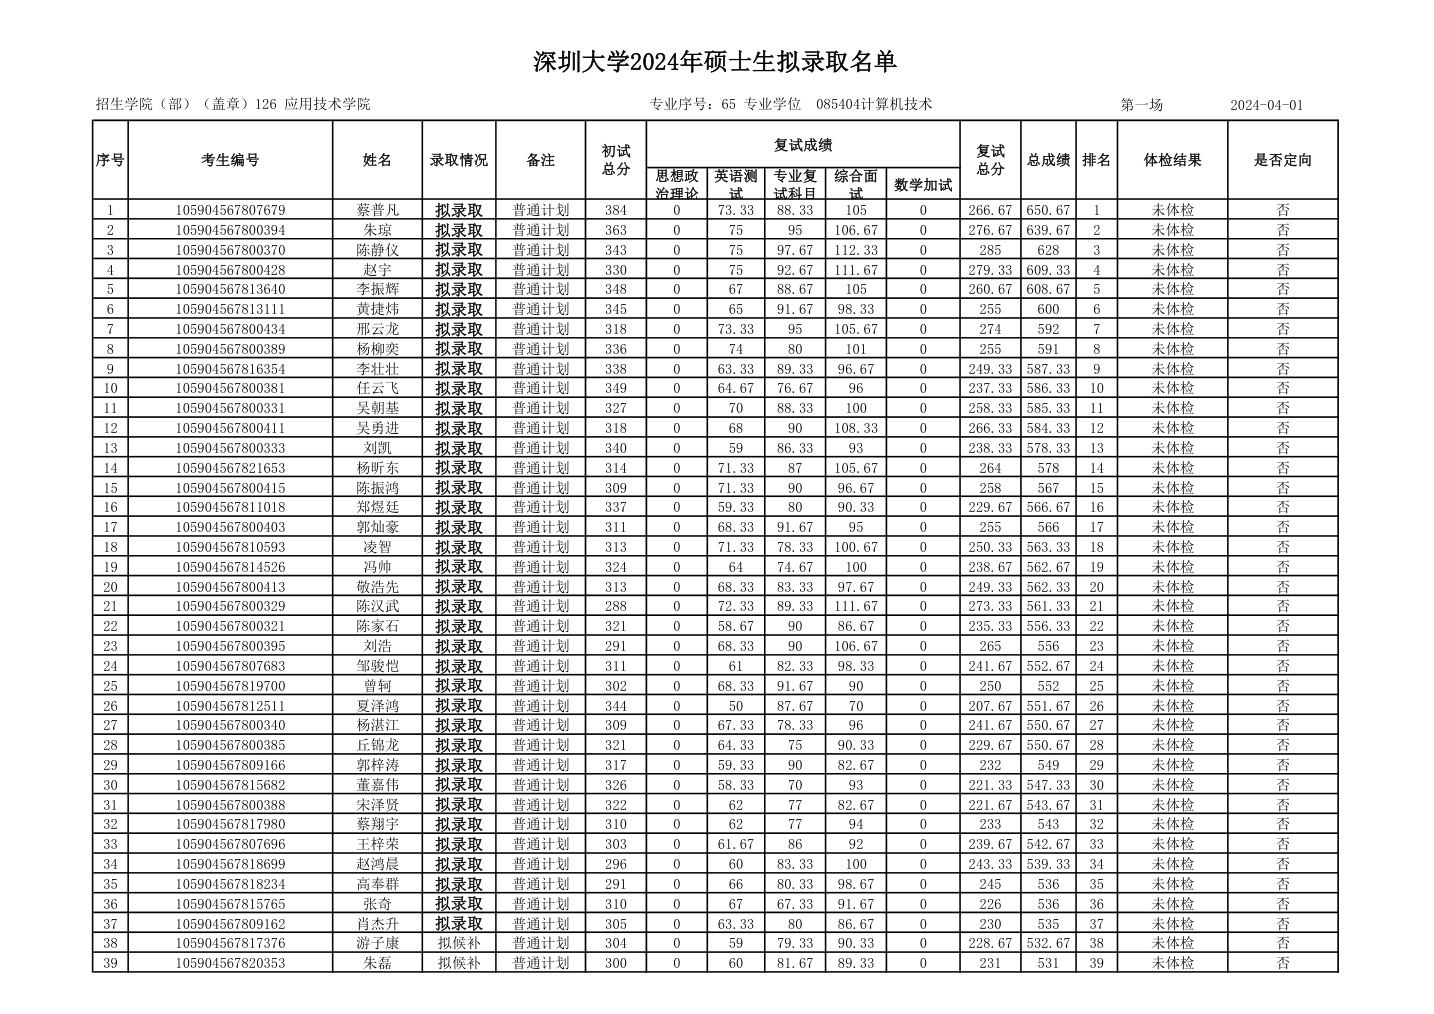 深圳大学2024年硕士生拟录取名单
招生学院（部）（盖章）126 应用技术学院 专业序号：65 专业学位 085404计算机技术 第一场 2024-04-01
序号 考生编号 姓名 录取情况 备注 初试总分 复试成绩 复试总分 总成绩 排名 体检结果 是否定向
思想政治理论 英语测试 专业复试科目 综合面试 数学加试
1 105904567807679 蔡普凡 拟录取 普通计划 384 0 73.33 88.33 105 0 266.67 650.67 1 未体检 否
2 105904567800394 朱琼 拟录取 普通计划 363 0 75 95 106.67 0 276.67 639.67 2 未体检 否
3 105904567800370 陈静仪 拟录取 普通计划 343 0 75 97.67 112.33 0 285 628 3 未体检 否
4 105904567800428 赵宇 拟录取 普通计划 330 0 75 92.67 111.67 0 279.33 609.33 4 未体检 否
5 105904567813640 李振辉 拟录取 普通计划 348 0 67 88.67 105 0 260.67 608.67 5 未体检 否
6 105904567813111 黄捷炜 拟录取 普通计划 345 0 65 91.67 98.33 0 255 600 6 未体检 否
7 105904567800434 邢云龙 拟录取 普通计划 318 0 73.33 95 105.67 0 274 592 7 未体检 否
8 105904567800389 杨柳奕 拟录取 普通计划 336 0 74 80 101 0 255 591 8 未体检 否
9 105904567816354 李壮壮 拟录取 普通计划 338 0 63.33 89.33 96.67 0 249.33 587.33 9 未体检 否
10 105904567800381 任云飞 拟录取 普通计划 349 0 64.67 76.67 96 0 237.33 586.33 10 未体检 否
11 105904567800331 吴朝基 拟录取 普通计划 327 0 70 88.33 100 0 258.33 585.33 11 未体检 否
12 105904567800411 吴勇进 拟录取 普通计划 318 0 68 90 108.33 0 266.33 584.33 12 未体检 否
13 105904567800333 刘凯 拟录取 普通计划 340 0 59 86.33 93 0 238.33 578.33 13 未体检 否
14 105904567821653 杨昕东 拟录取 普通计划 314 0 71.33 87 105.67 0 264 578 14 未体检 否
15 105904567800415 陈振鸿 拟录取 普通计划 309 0 71.33 90 96.67 0 258 567 15 未体检 否
16 105904567811018 郑煜廷 拟录取 普通计划 337 0 59.33 80 90.33 0 229.67 566.67 16 未体检 否
17 105904567800403 郭灿豪 拟录取 普通计划 311 0 68.33 91.67 95 0 255 566 17 未体检 否
18 105904567810593 凌智 拟录取 普通计划 313 0 71.33 78.33 100.67 0 250.33 563.33 18 未体检 否
19 105904567814526 冯帅 拟录取 普通计划 324 0 64 74.67 100 0 238.67 562.67 19 未体检 否
20 105904567800413 敬浩先 拟录取 普通计划 313 0 68.33 83.33 97.67 0 249.33 562.33 20 未体检 否
21 105904567800329 陈汉武 拟录取 普通计划 288 0 72.33 89.33 111.67 0 273.33 561.33 21 未体检 否
22 105904567800321 陈家石 拟录取 普通计划 321 0 58.67 90 86.67 0 235.33 556.33 22 未体检 否
23 105904567800395 刘浩 拟录取 普通计划 291 0 68.33 90 106.67 0 265 556 23 未体检 否
24 105904567807683 邹骏恺 拟录取 普通计划 311 0 61 82.33 98.33 0 241.67 552.67 24 未体检 否
25 105904567819700 曾轲 拟录取 普通计划 302 0 68.33 91.67 90 0 250 552 25 未体检 否
26 105904567812511 夏泽鸿 拟录取 普通计划 344 0 50 87.67 70 0 207.67 551.67 26 未体检 否
27 105904567800340 杨湛江 拟录取 普通计划 309 0 67.33 78.33 96 0 241.67 550.67 27 未体检 否
28 105904567800385 丘锦龙 拟录取 普通计划 321 0 64.33 75 90.33 0 229.67 550.67 28 未体检 否
29 105904567809166 郭梓涛 拟录取 普通计划 317 0 59.33 90 82.67 0 232 549 29 未体检 否
30 105904567815682 董嘉伟 拟录取 普通计划 326 0 58.33 70 93 0 221.33 547.33 30 未体检 否
31 105904567800388 宋泽贤 拟录取 普通计划 322 0 62 77 82.67 0 221.67 543.67 31 未体检 否
32 105904567817980 蔡翔宇 拟录取 普通计划 310 0 62 77 94 0 233 543 32 未体检 否
33 105904567807696 王梓荣 拟录取 普通计划 303 0 61.67 86 92 0 239.67 542.67 33 未体检 否
34 105904567818699 赵鸿晨 拟录取 普通计划 296 0 60 83.33 100 0 243.33 539.33 34 未体检 否
35 105904567818234 高奉群 拟录取 普通计划 291 0 66 80.33 98.67 0 245 536 35 未体检 否
36 105904567815765 张奇 拟录取 普通计划 310 0 67 67.33 91.67 0 226 536 36 未体检 否
37 105904567809162 肖杰升 拟录取 普通计划 305 0 63.33 80 86.67 0 230 535 37 未体检 否
38 105904567817376 游子康 拟候补 普通计划 304 0 59 79.33 90.33 0 228.67 532.67 38 未体检 否
39 105904567820353 朱磊 拟候补 普通计划 300 0 60 81.67 89.33 0 231 531 39 未体检 否